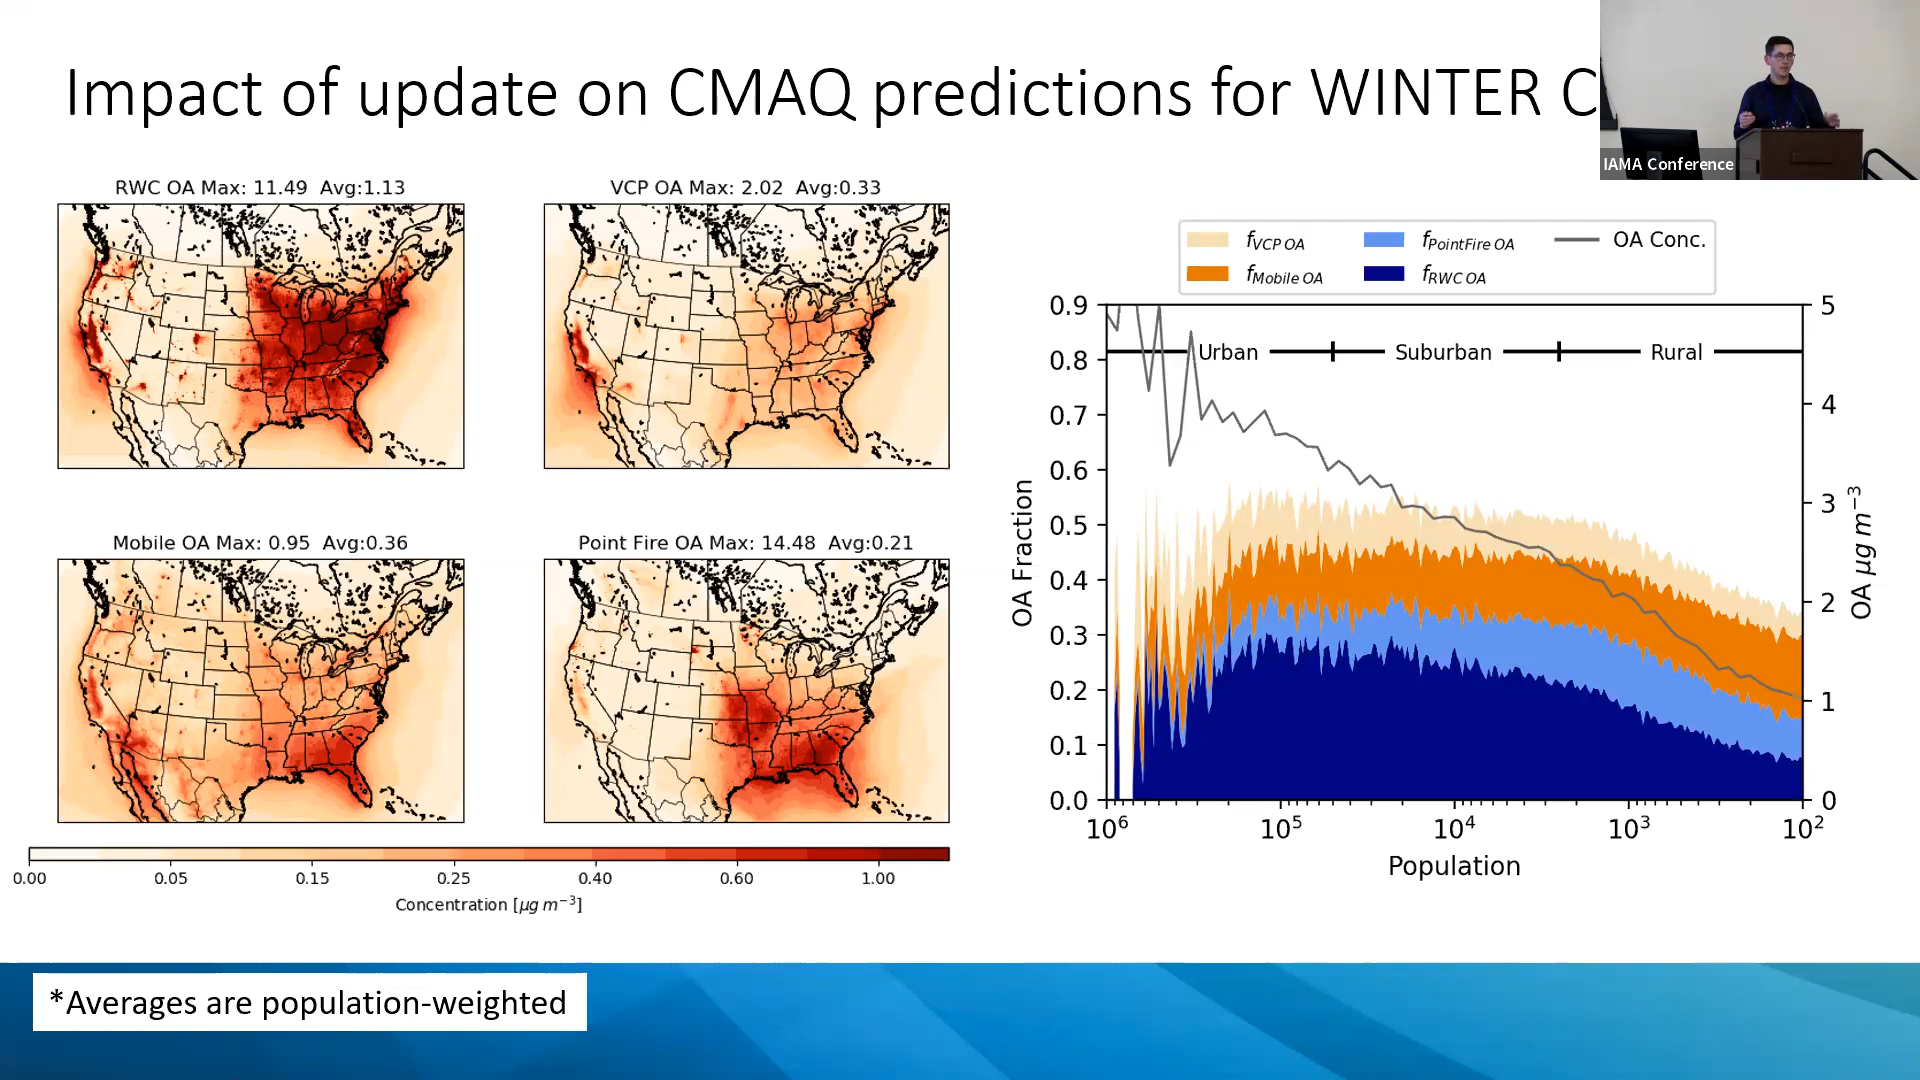 Impact of update on CMAQ predictions for WINTER C
IAMA Conference
RWC OA Max: 11.49 Avg:1.13
VCP OA Max: 2.02 Avg:0.33
Mobile OA Max: 0.95 Avg:0.36
Point Fire OA Max: 14.48 Avg:0.21
0.00 0.05 0.15 0.25 0.40 0.60 1.00
Concentration [μg m⁻³]
f_VCP OA f_PointFire OA OA Conc.
f_Mobile OA f_RWC OA
Urban Suburban Rural
0.9
0.8
0.7
0.6
0.5
0.4
0.3
0.2
0.1
0.0
OA Fraction
5
4
3
2
1
0
OA μg m⁻³
10⁶ 10⁵ 10⁴ 10³ 10²
Population
*Averages are population-weighted